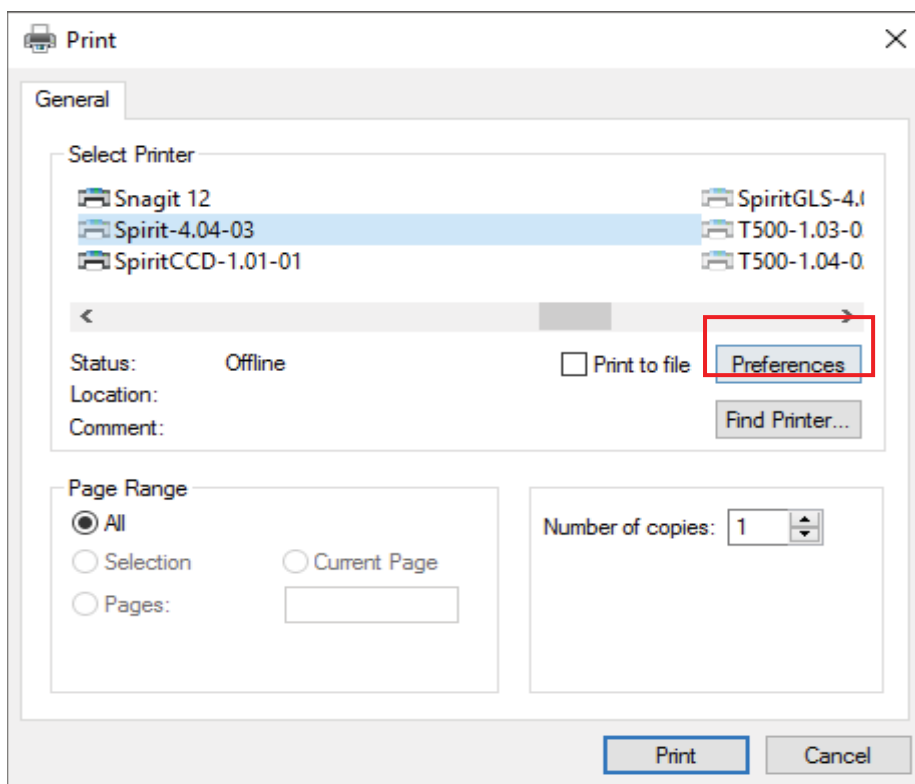 Print
General
Select Printer
Snagit 12
SpiritGLS-4.0
Spirit-4.04-03
T500-1.03-0
SpiritCCD-1.01-01
T500-1.04-0
Status: Offline
Print to file
Preferences
Location:
Comment:
Find Printer...
Page Range
All
Number of copies: 1
Selection
Current Page
Pages:
Print
Cancel